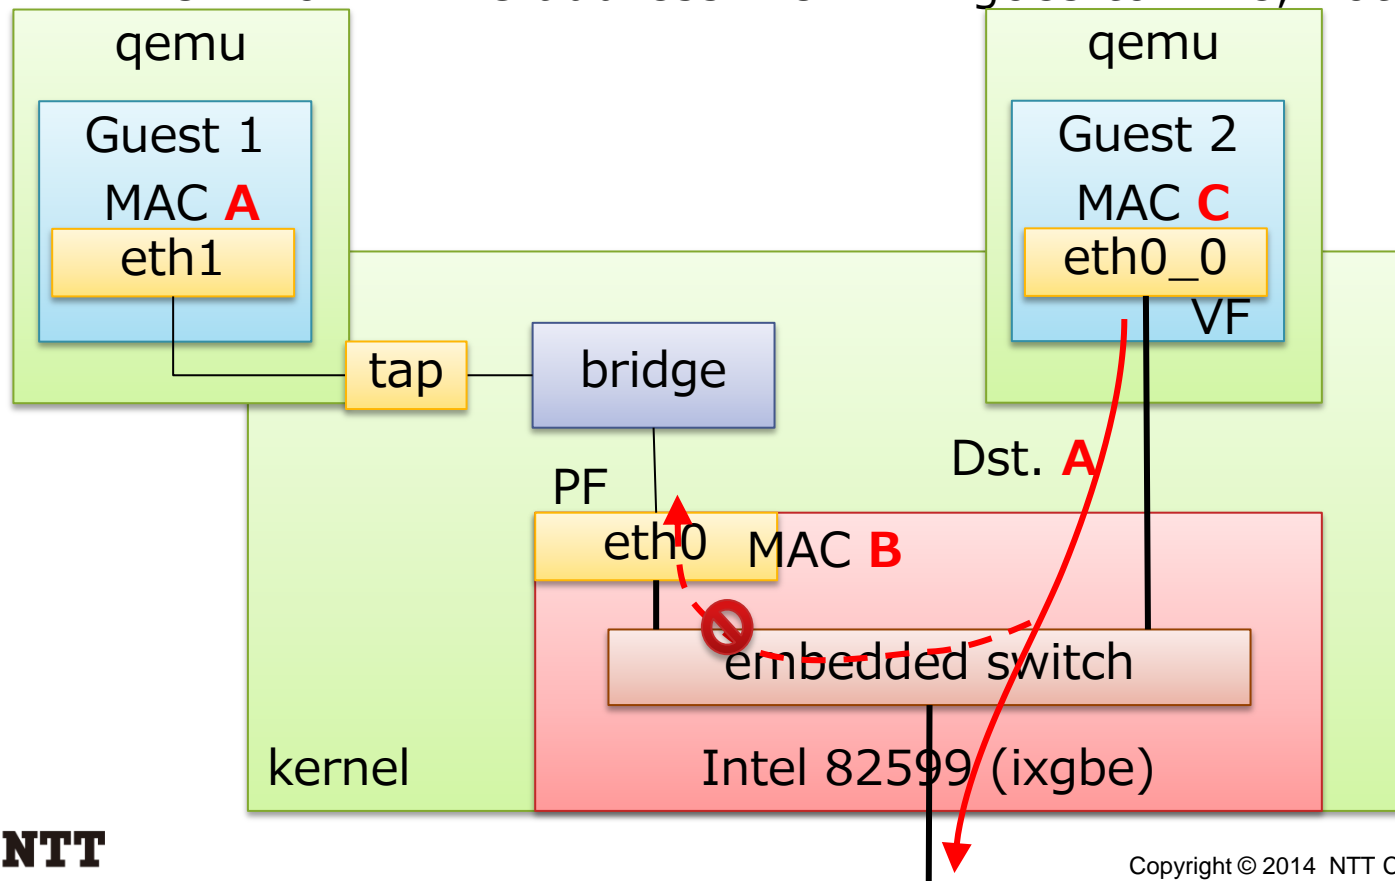 qemu
qemu
Guest 1
Guest 2
MAC A
MAC C
eth1
eth0_0
VF
tap
bridge
Dst. A
PF
eth0
MAC B
embedded switch
kernel
Intel 82599 (ixgbe)
NTT
Copyright © 2014 NTT